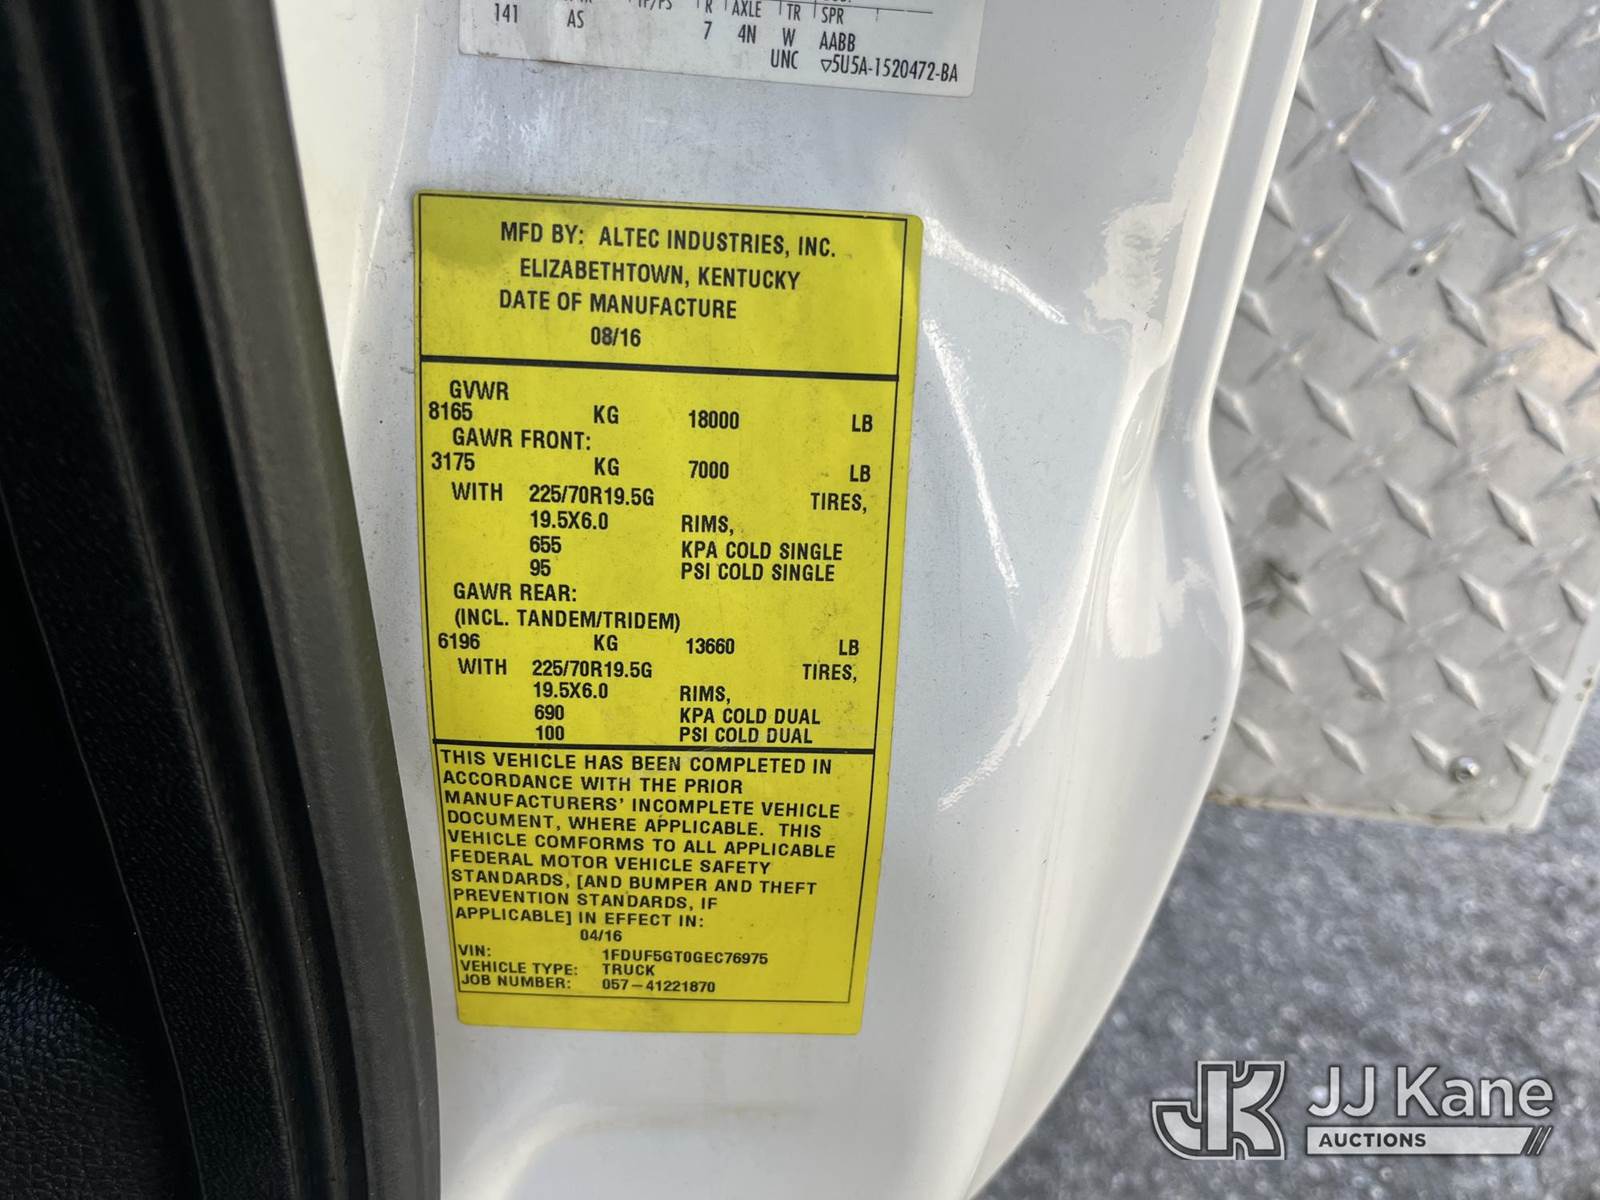 R AXLE TR SPR
141 AS 7 4N W AABB
UNC ▽5U5A-1520472-BA
MFD BY: ALTEC INDUSTRIES, INC.
ELIZABETHTOWN, KENTUCKY
DATE OF MANUFACTURE
08/16
GVWR
8165 KG 18000 LB
GAWR FRONT:
3175 KG 7000 LB
WITH 225/70R19.5G TIRES,
19.5X6.0 RIMS,
655 KPA COLD SINGLE
95 PSI COLD SINGLE
GAWR REAR:
(INCL. TANDEM/TRIDEM)
6196 KG 13660 LB
WITH 225/70R19.5G TIRES,
19.5X6.0 RIMS,
690 KPA COLD DUAL
100 PSI COLD DUAL
THIS VEHICLE HAS BEEN COMPLETED IN
ACCORDANCE WITH THE PRIOR
MANUFACTURERS' INCOMPLETE VEHICLE
DOCUMENT, WHERE APPLICABLE. THIS
VEHICLE COMFORMS TO ALL APPLICABLE
FEDERAL MOTOR VEHICLE SAFETY
STANDARDS, [AND BUMPER AND THEFT
PREVENTION STANDARDS, IF
APPLICABLE] IN EFFECT IN:
04/16
VIN: 1FDUF5GT0GEC76975
VEHICLE TYPE: TRUCK
JOB NUMBER: 057-41221870
JK JJ Kane
AUCTIONS